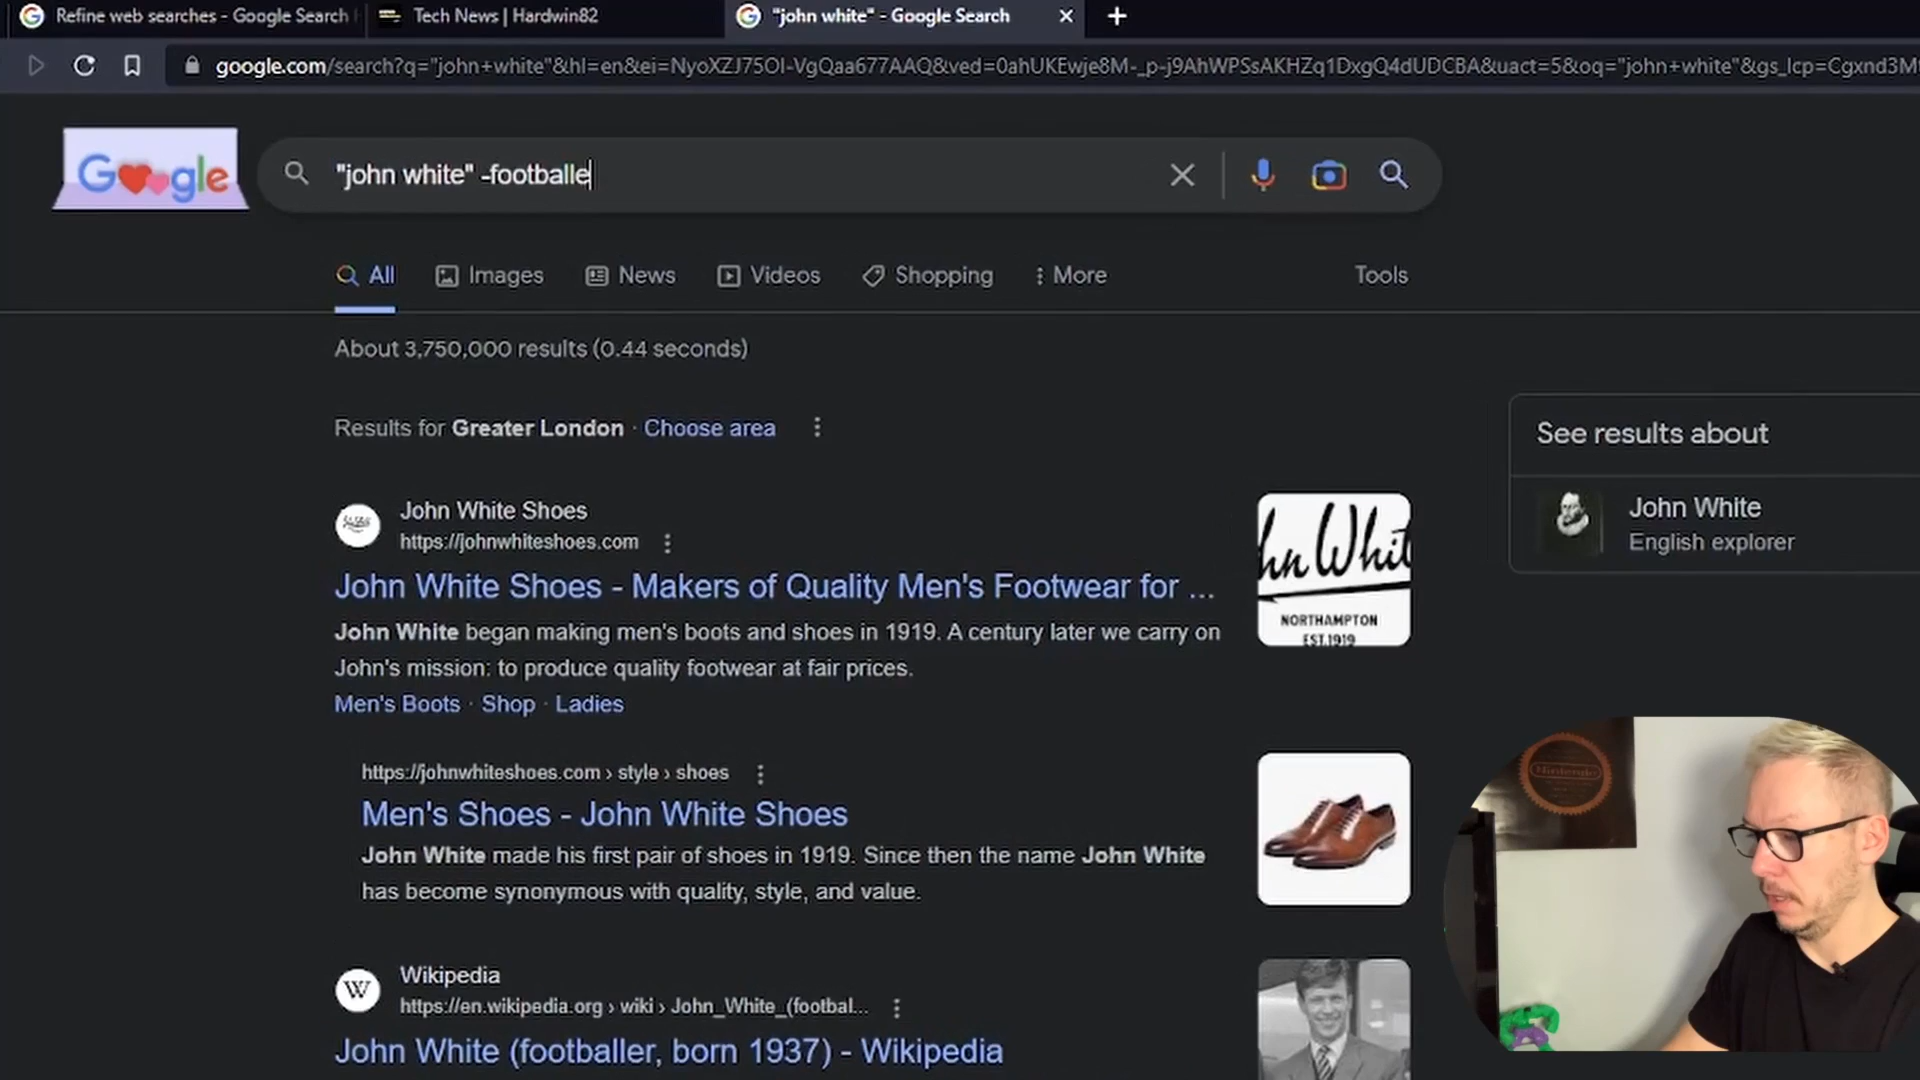 Refine web searches - Google Search
Tech News | Hardwin82
"john white" - Google Search
google.com/search?q="john+white"&hl=en&ei=NyoXZJ75OI-VgQaa677AAQ&ved=0ahUKEwje8M-_p-j9AhWPSsAKHZq1DxgQ4dUDCBA&uact=5&oq="john+white"&gs_lcp=Cgxnd3M
Google
"john white" -footballe
All
Images
News
Videos
Shopping
More
Tools
About 3,750,000 results (0.44 seconds)
Results for Greater London · Choose area
See results about
John White
English explorer
John White Shoes
https://johnwhiteshoes.com
John White Shoes - Makers of Quality Men's Footwear for ...
John White began making men's boots and shoes in 1919. A century later we carry on
John's mission: to produce quality footwear at fair prices.
Men's Boots · Shop · Ladies
hn Whit
NORTHAMPTON
EST.1919
https://johnwhiteshoes.com › style › shoes
Men's Shoes - John White Shoes
John White made his first pair of shoes in 1919. Since then the name John White
has become synonymous with quality, style, and value.
Nintendo
W
Wikipedia
https://en.wikipedia.org › wiki › John_White_(footbal...
John White (footballer, born 1937) - Wikipedia